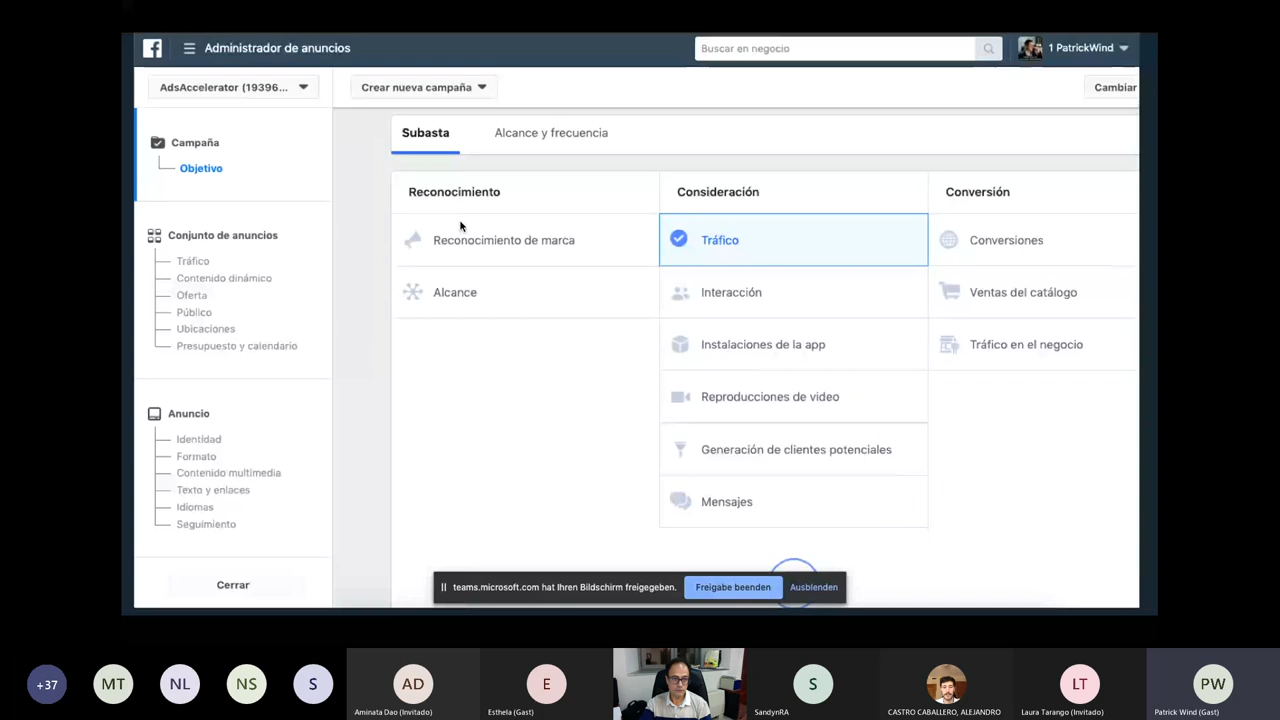 Administrador de anuncios
Buscar en negocio
1 PatrickWind
AdsAccelerator (19396...
Crear nueva campaña
Cambiar
Campaña
Objetivo
Conjunto de anuncios
Tráfico
Contenido dinámico
Oferta
Público
Ubicaciones
Presupuesto y calendario
Anuncio
Identidad
Formato
Contenido multimedia
Texto y enlaces
Idiomas
Seguimiento
Cerrar
Subasta
Alcance y frecuencia
Reconocimiento
Consideración
Conversión
Reconocimiento de marca
Tráfico
Conversiones
Alcance
Interacción
Ventas del catálogo
Instalaciones de la app
Tráfico en el negocio
Reproducciones de video
Generación de clientes potenciales
Mensajes
teams.microsoft.com hat Ihren Bildschirm freigegeben.
Freigabe beenden
Ausblenden
+37
MT
NL
NS
S
AD
E
S
LT
PW
Aminata Dao (Invitado)
Esthela (Gast)
SandynRA
CASTRO CABALLERO, ALEJANDRO
Laura Tarango (Invitado)
Patrick Wind (Gast)